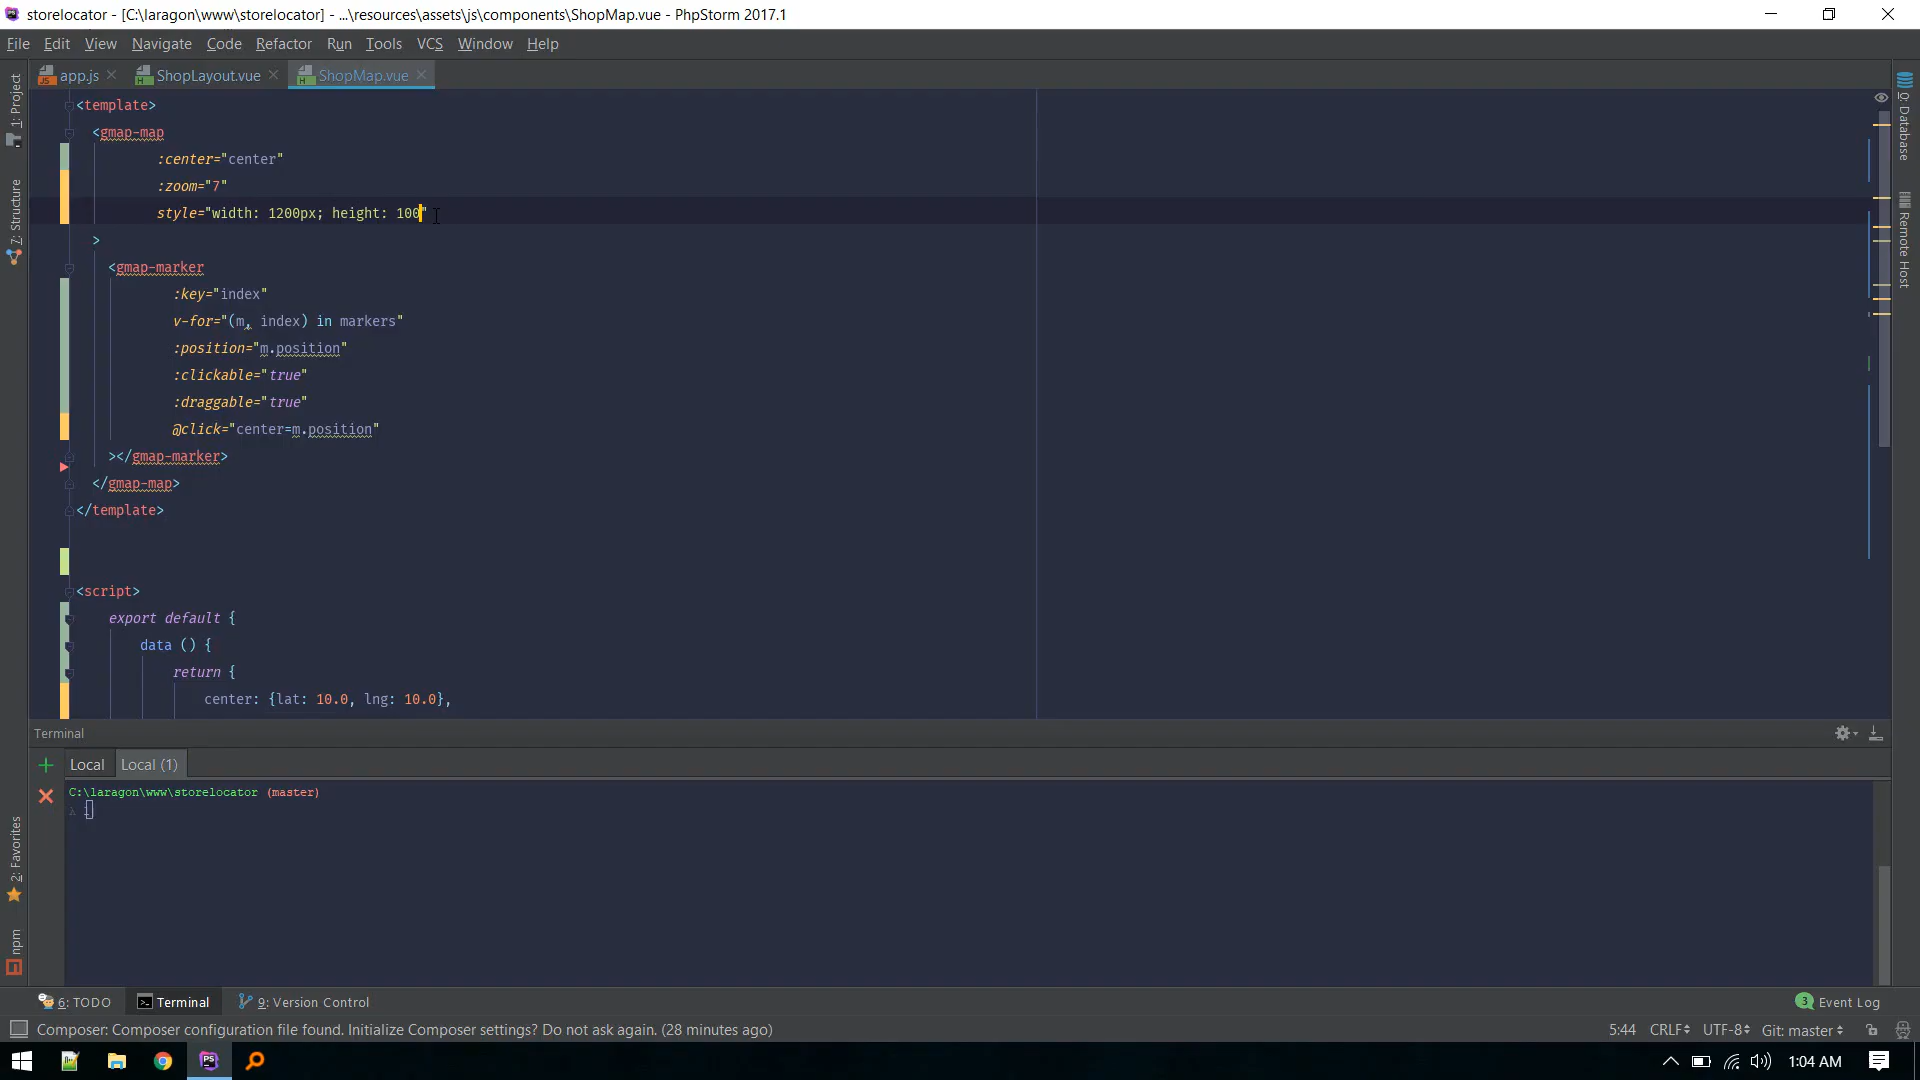 storelocator - [C:\laragon\www\storelocator] - ...\resources\assets\js\components\ShopMap.vue - PhpStorm 2017.1
File Edit View Navigate Code Refactor Run Tools VCS Window Help
app.js ShopLayout.vue ShopMap.vue
1: Project
7: Structure
2: Favorites
npm
Database
Remote Host
<template>
<gmap-map
:center="center"
:zoom="7"
style="width: 1200px; height: 100"
>
<gmap-marker
:key="index"
v-for="(m, index) in markers"
:position="m.position"
:clickable="true"
:draggable="true"
@click="center=m.position"
></gmap-marker>
</gmap-map>
</template>
<script>
export default {
data () {
return {
center: {lat: 10.0, lng: 10.0},
Terminal
Local Local (1)
C:\laragon\www\storelocator (master)
λ
6: TODO Terminal 9: Version Control 3 Event Log
Composer: Composer configuration file found. Initialize Composer settings? Do not ask again. (28 minutes ago) 5:44 CRLF UTF-8 Git: master
PS 1:04 AM